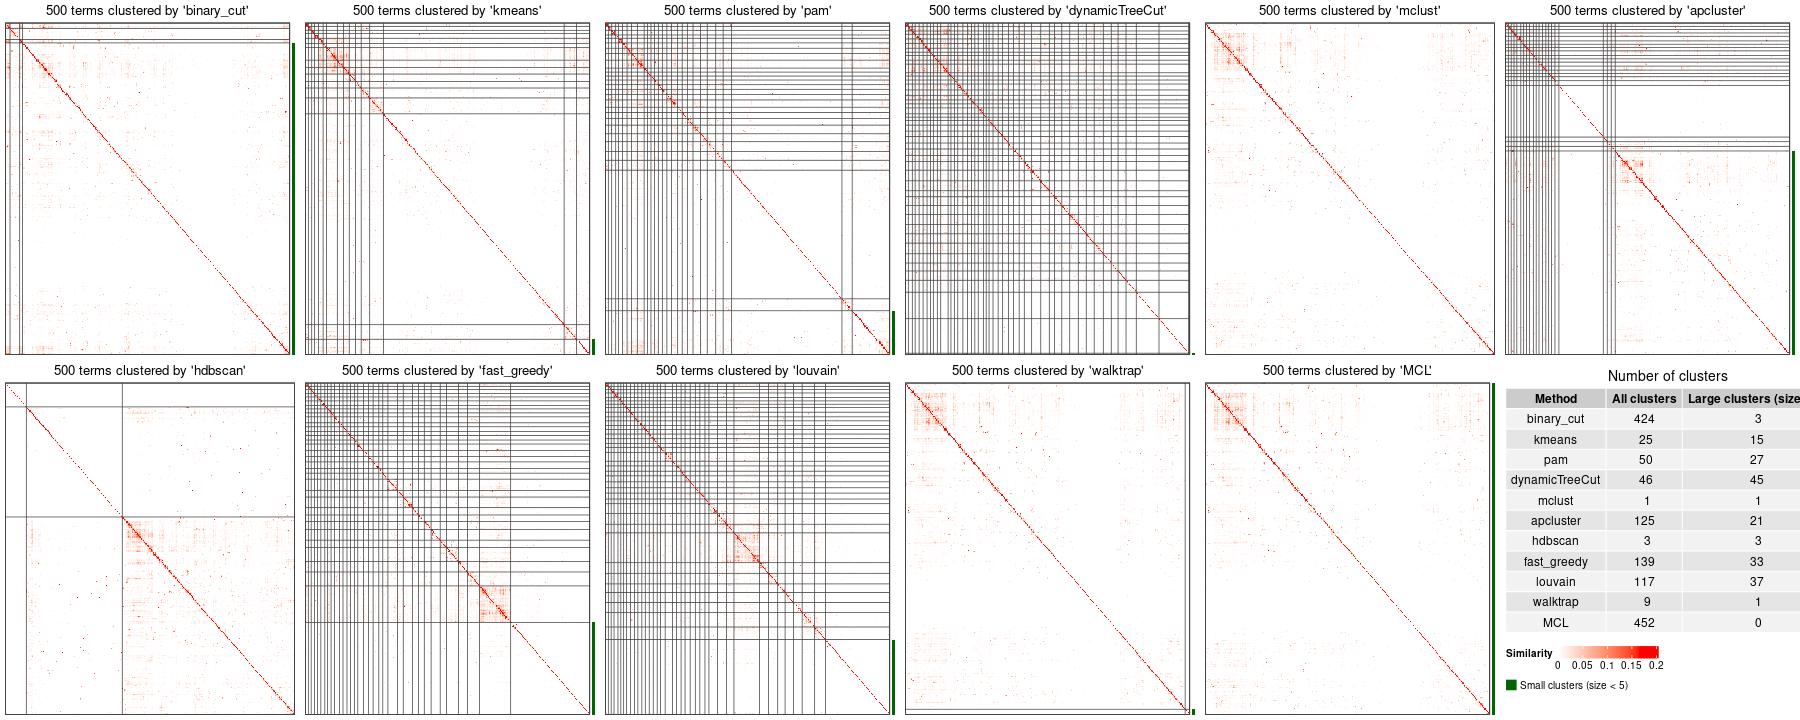 500 terms clustered by 'binary_cut'
500 terms clustered by 'kmeans'
500 terms clustered by 'pam'
500 terms clustered by 'dynamicTreeCut'
500 terms clustered by 'mclust'
500 terms clustered by 'apcluster'
500 terms clustered by 'hdbscan'
500 terms clustered by 'fast_greedy'
500 terms clustered by 'louvain'
500 terms clustered by 'walktrap'
500 terms clustered by 'MCL'
Number of clusters
Method All clusters Large clusters (size
binary_cut 424 3
kmeans 25 15
pam 50 27
dynamicTreeCut 46 45
mclust 1 1
apcluster 125 21
hdbscan 3 3
fast_greedy 139 33
louvain 117 37
walktrap 9 1
MCL 452 0
Similarity
0 0.05 0.1 0.15 0.2
Small clusters (size < 5)